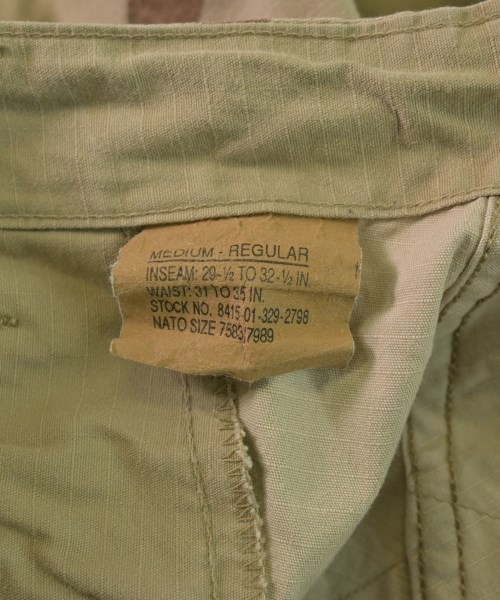 MEDIUM - REGULAR
INSEAM: 29-½ TO 32-½ IN.
WAIST: 31 TO 35 IN.
STOCK NO. 8415-01-329-2798
NATO SIZE 7583/7989